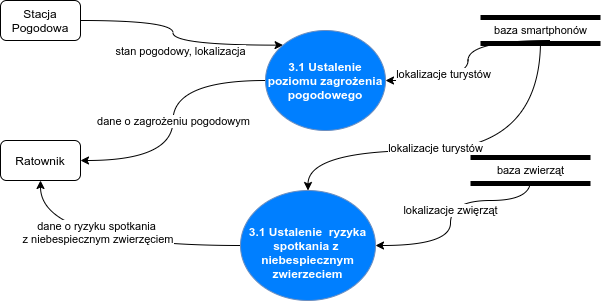 Stacja
Pogodowa
stan pogodowy, lokalizacja
3.1 Ustalenie
poziomu zagrożenia
pogodowego
baza smartphonów
lokalizacje turystów
dane o zagrożeniu pogodowym
Ratownik
lokalizacje turystów
baza zwierząt
lokalizacje zwięrząt
dane o ryzyku spotkania
z niebespiecznym zwierzęciem
3.1 Ustalenie ryzyka
spotkania z
niebespiecznym
zwierzeciem